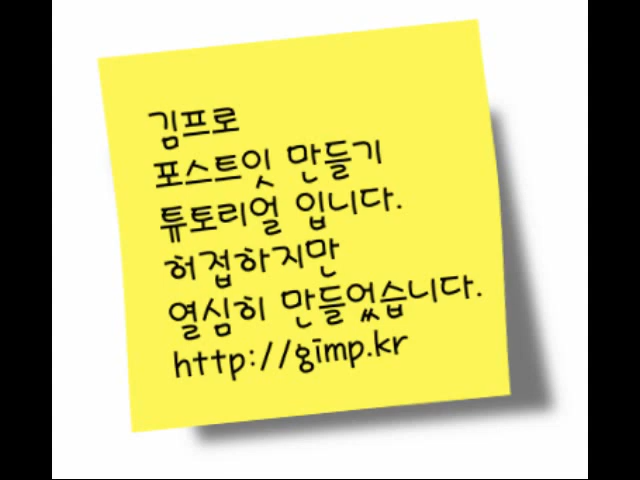 김프로
포스트잇 만들기
튜토리얼 입니다.
허접하지만
열심히 만들었습니다.
http://gimp.kr